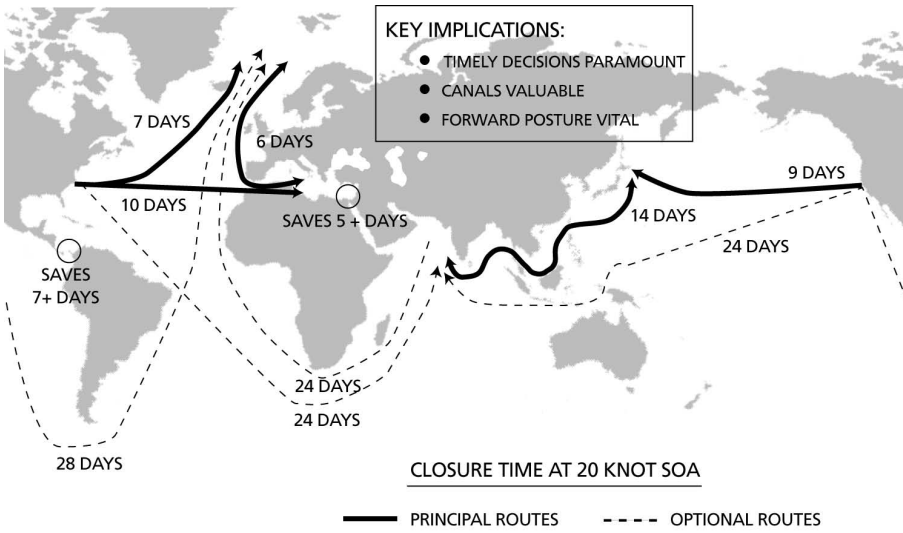 KEY IMPLICATIONS:
● TIMELY DECISIONS PARAMOUNT
● CANALS VALUABLE
● FORWARD POSTURE VITAL
7 DAYS
6 DAYS
9 DAYS
10 DAYS
SAVES 5 + DAYS
14 DAYS
24 DAYS
SAVES
7+ DAYS
24 DAYS
24 DAYS
28 DAYS
CLOSURE TIME AT 20 KNOT SOA
PRINCIPAL ROUTES
OPTIONAL ROUTES